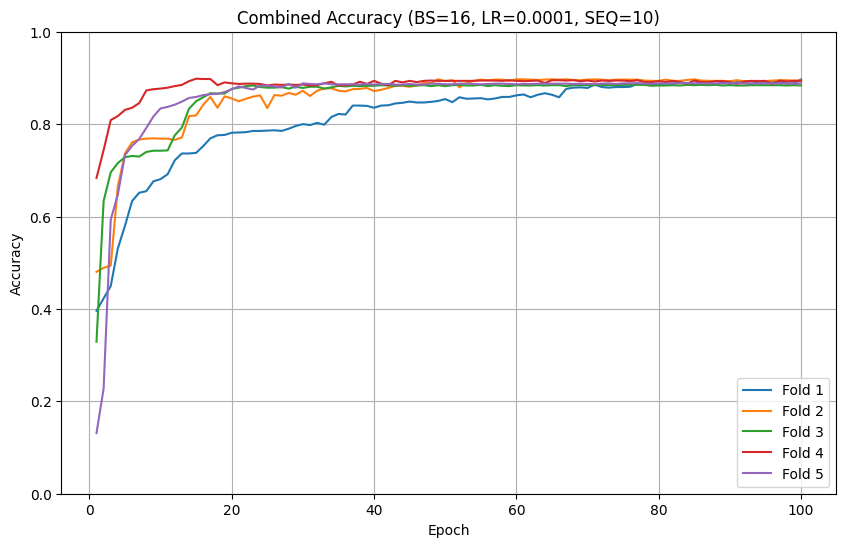 Combined Accuracy (BS=16, LR=0.0001, SEQ=10)
1.0
0.8
0.6
0.4
0.2
0.0
Accuracy
0 20 40 60 80 100
Epoch
Fold 1
Fold 2
Fold 3
Fold 4
Fold 5